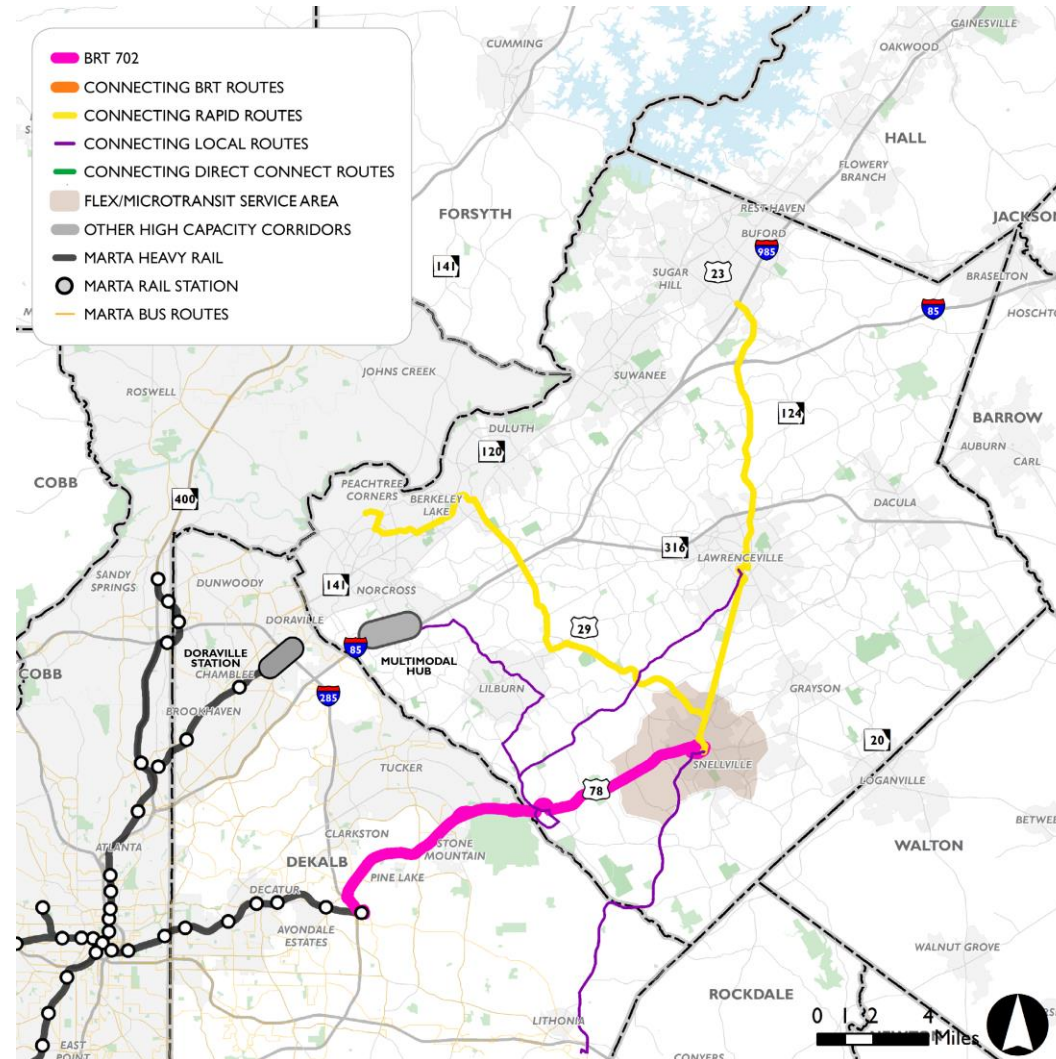 BRT 702
CONNECTING BRT ROUTES
CONNECTING RAPID ROUTES
CONNECTING LOCAL ROUTES
CONNECTING DIRECT CONNECT ROUTES
FLEX/MICROTRANSIT SERVICE AREA
OTHER HIGH CAPACITY CORRIDORS
MARTA HEAVY RAIL
MARTA RAIL STATION
MARTA BUS ROUTES
GAINESVILLE
CUMMING
OAKWOOD
HALL
FLOWERY
BRANCH
FORSYTH
REST HAVEN
JACKSON
BUFORD
141
985
SUGAR
HILL
23
BRASELTON
85
HOSCHTO
JOHNS CREEK
SUWANEE
ROSWELL
124
BARROW
DULUTH
120
AUBURN
CARL
COBB
PEACHTREE
CORNERS
BERKELEY
LAKE
400
DACULA
316
LAWRENCEVILLE
SANDY
SPRINGS
DUNWOODY
141
NORCROSS
DORAVILLE
29
85
DORAVILLE
STATION
MULTIMODAL
HUB
COBB
CHAMBLEE
LILBURN
GRAYSON
285
BROOKHAVEN
20
TUCKER
SNELLVILLE
LOGANVILLE
78
BETWE
CLARKSTON
ATLANTA
STONE
MOUNTAIN
WALTON
DEKALB
PINE LAKE
DECATUR
AVONDALE
ESTATES
WALNUT GROVE
ROCKDALE
0 1 2 4
Miles
LITHONIA
EAST
POINT
CONYERS